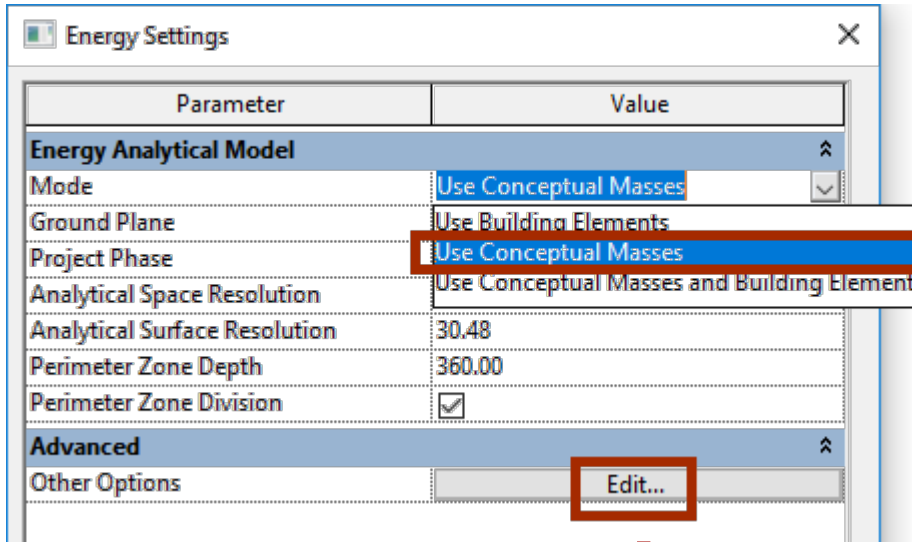 Energy Settings
Parameter Value
Energy Analytical Model
Mode Use Conceptual Masses
Ground Plane Use Building Elements
Project Phase Use Conceptual Masses
Analytical Space Resolution Use Conceptual Masses and Building Element
Analytical Surface Resolution 30.48
Perimeter Zone Depth 360.00
Perimeter Zone Division
Advanced
Other Options Edit...